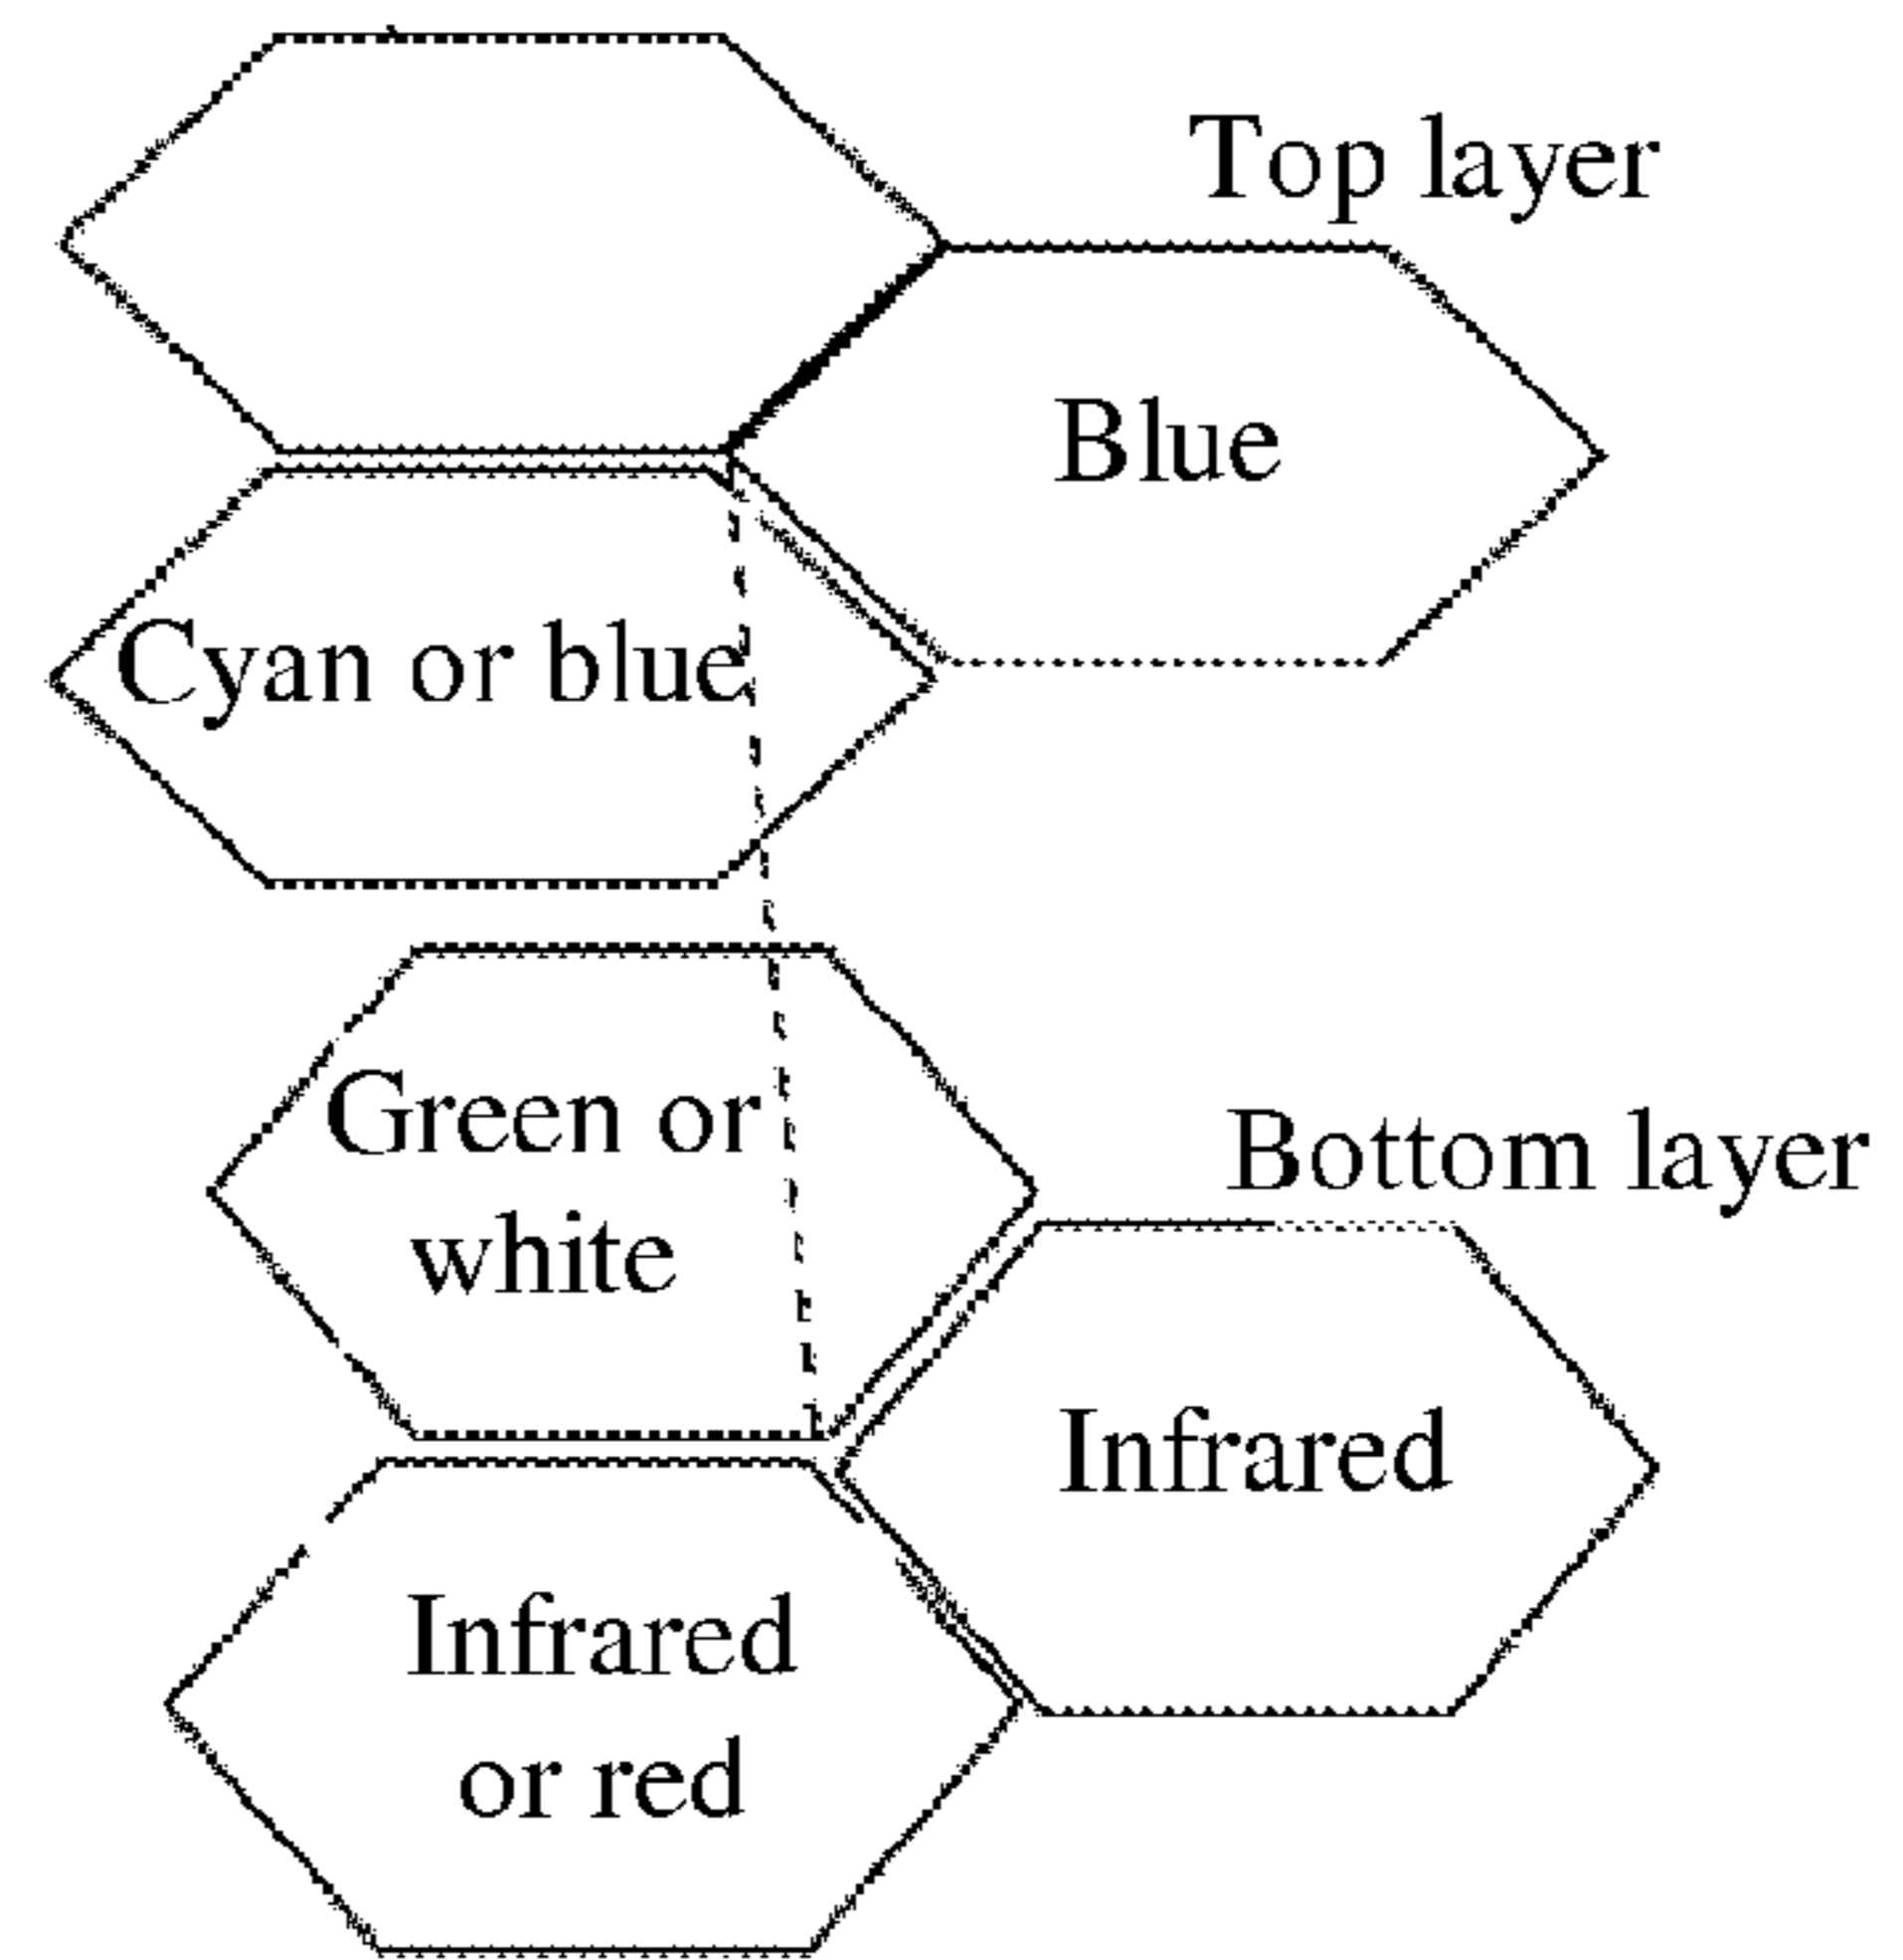 Top layer
Blue
Cyan or blue
Green or
white
Bottom layer
Infrared
Infrared
or red